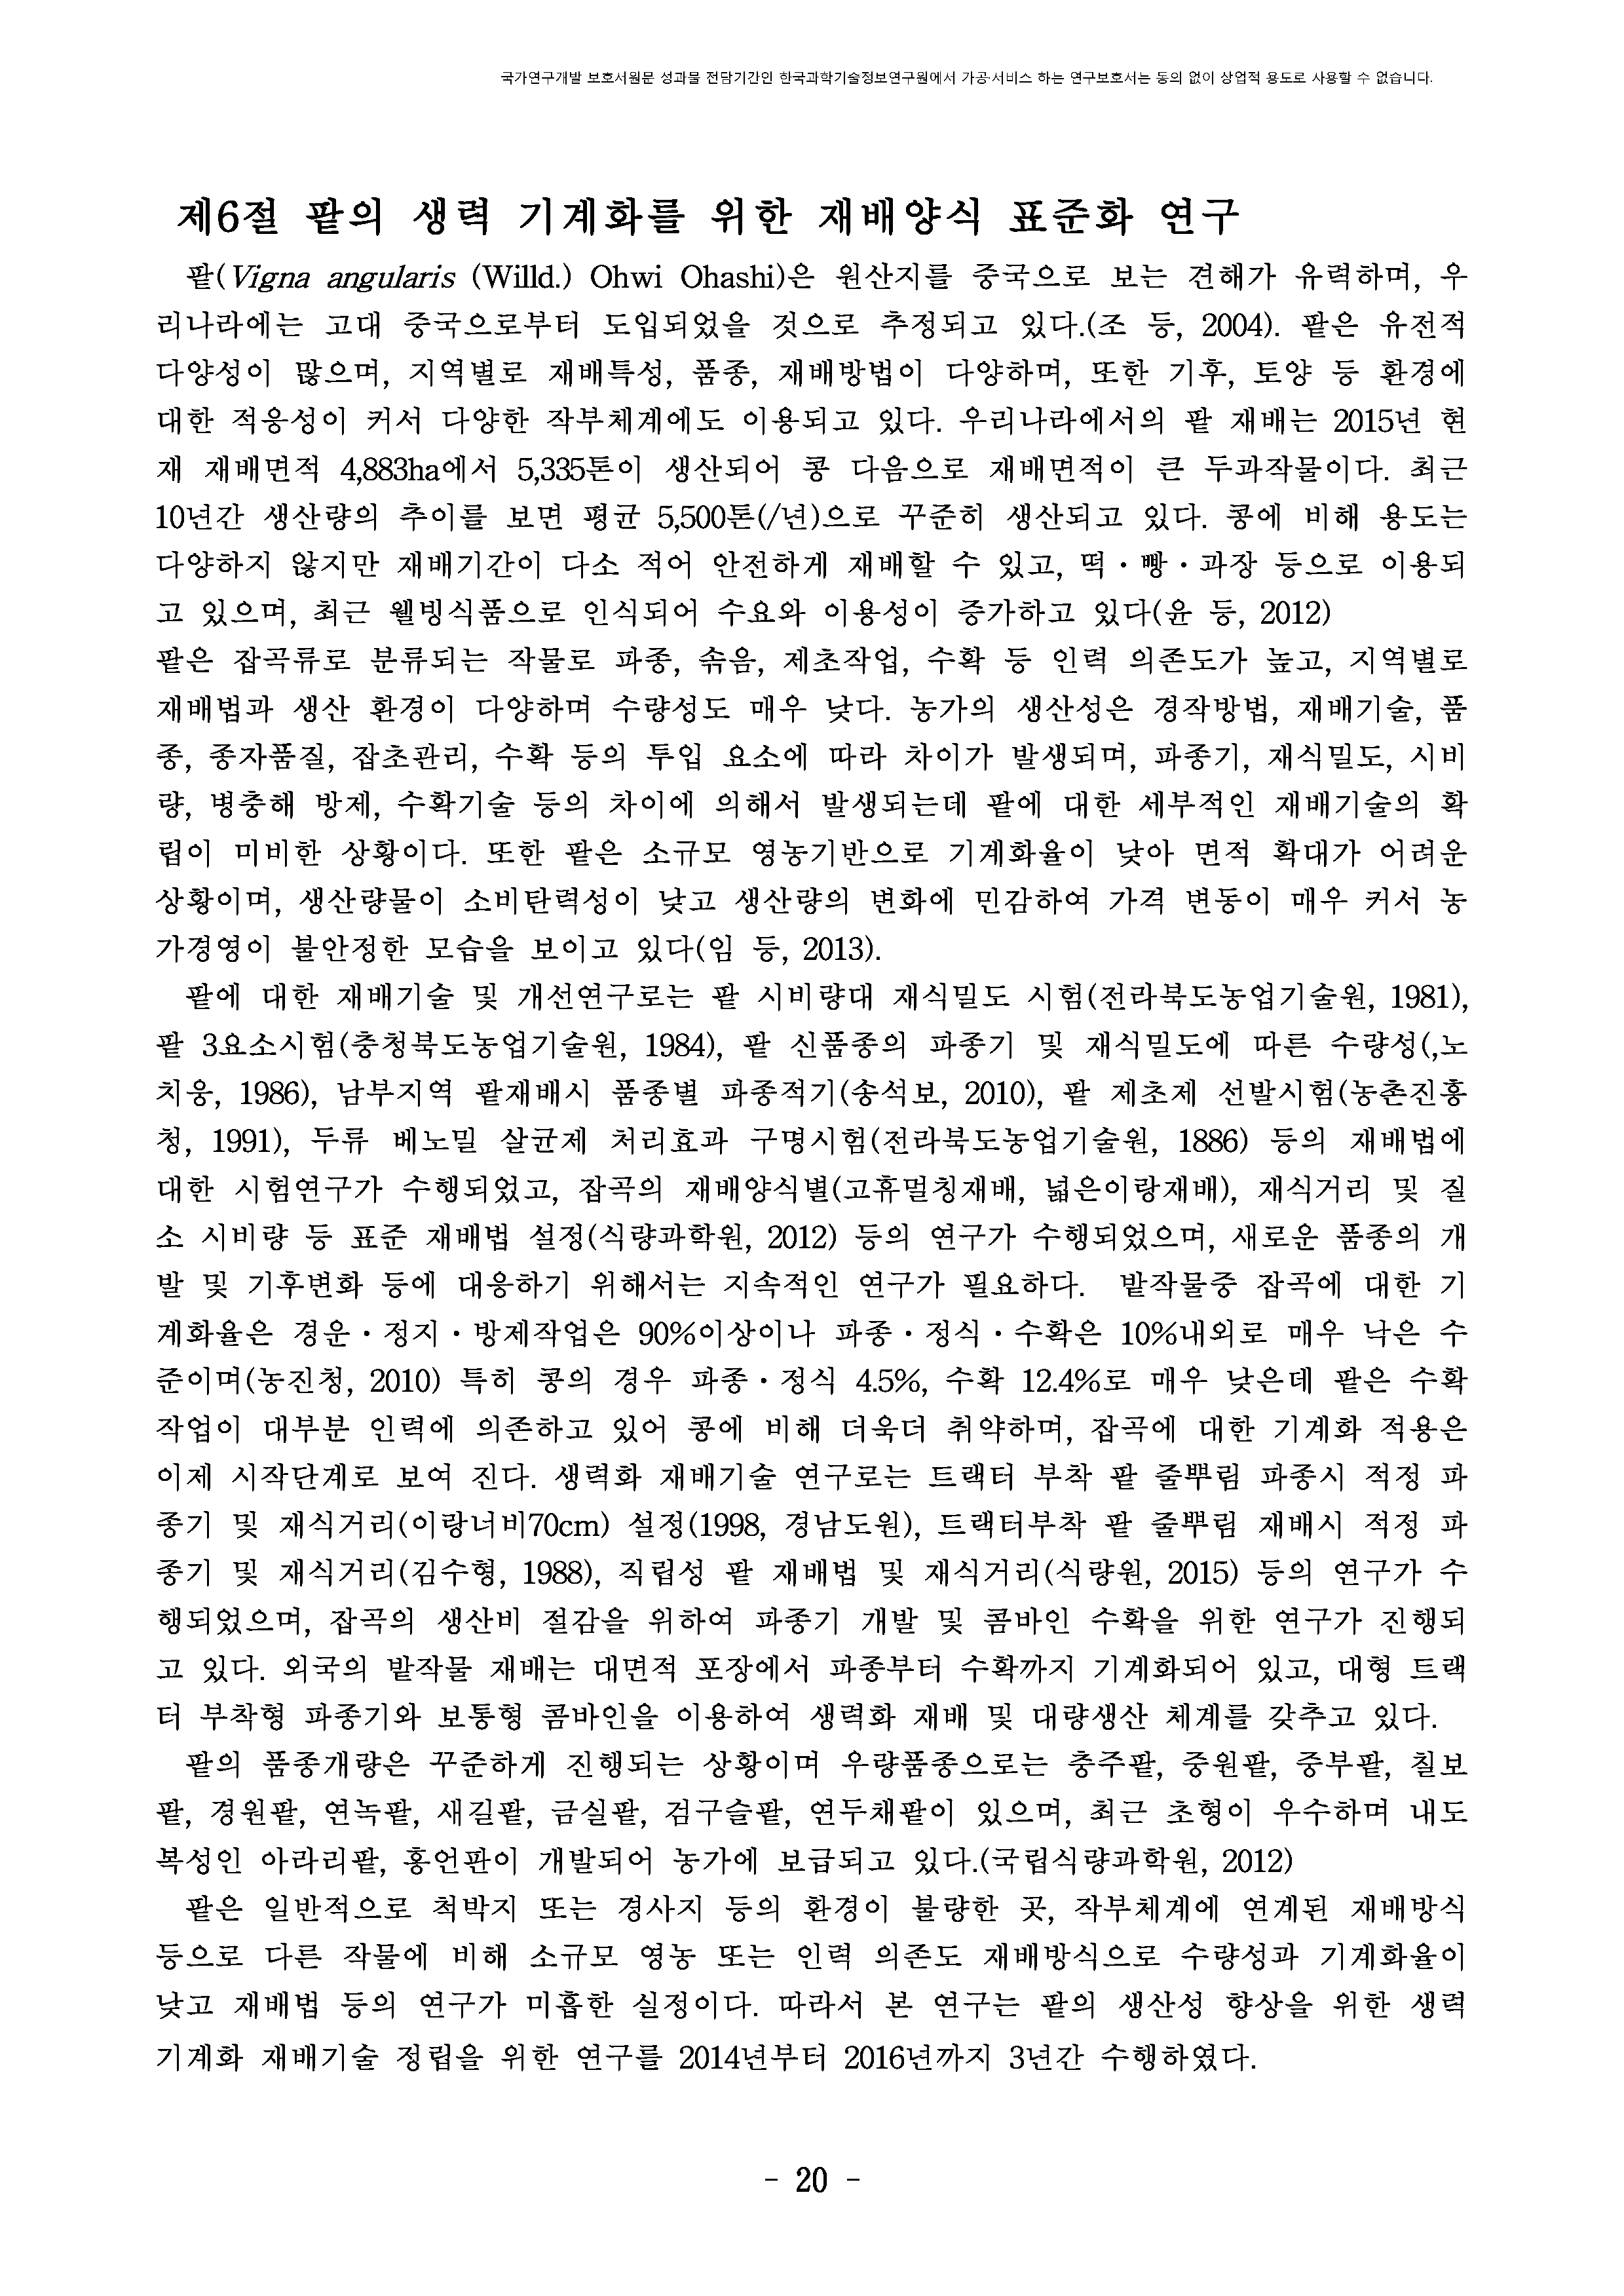 국가연구개발 보호서원문 성과물 전담기간인 한국과학기술정보연구원에서 가공·서비스 하는 연구보호서는 동의 없이 상업적 용도로 사용할 수 없습니다.
제6절 팥의 생력 기계화를 위한 재배양식 표준화 연구
팥(Vigna angularis (Willd.) Ohwi Ohashi)은 원산지를 중국으로 보는 견해가 유력하며, 우
리나라에는 고대 중국으로부터 도입되었을 것으로 추정되고 있다.(조 등, 2004). 팥은 유전적
다양성이 많으며, 지역별로 재배특성, 품종, 재배방법이 다양하며, 또한 기후, 토양 등 환경에
대한 적응성이 커서 다양한 작부체계에도 이용되고 있다. 우리나라에서의 팥 재배는 2015년 현
재 재배면적 4,883ha에서 5,335톤이 생산되어 콩 다음으로 재배면적이 큰 두과작물이다. 최근
10년간 생산량의 추이를 보면 평균 5,500톤(/년)으로 꾸준히 생산되고 있다. 콩에 비해 용도는
다양하지 않지만 재배기간이 다소 적어 안전하게 재배할 수 있고, 떡·빵·과장 등으로 이용되
고 있으며, 최근 웰빙식품으로 인식되어 수요와 이용성이 증가하고 있다(윤 등, 2012)
팥은 잡곡류로 분류되는 작물로 파종, 솎음, 제초작업, 수확 등 인력 의존도가 높고, 지역별로
재배법과 생산 환경이 다양하며 수량성도 매우 낮다. 농가의 생산성은 경작방법, 재배기술, 품
종, 종자품질, 잡초관리, 수확 등의 투입 요소에 따라 차이가 발생되며, 파종기, 재식밀도, 시비
량, 병충해 방제, 수확기술 등의 차이에 의해서 발생되는데 팥에 대한 세부적인 재배기술의 확
립이 미비한 상황이다. 또한 팥은 소규모 영농기반으로 기계화율이 낮아 면적 확대가 어려운
상황이며, 생산량물이 소비탄력성이 낮고 생산량의 변화에 민감하여 가격 변동이 매우 커서 농
가경영이 불안정한 모습을 보이고 있다(임 등, 2013).
팥에 대한 재배기술 및 개선연구로는 팥 시비량대 재식밀도 시험(전라북도농업기술원, 1981),
팥 3요소시험(충청북도농업기술원, 1984), 팥 신품종의 파종기 및 재식밀도에 따른 수량성(,노
치웅, 1986), 남부지역 팥재배시 품종별 파종적기(송석보, 2010), 팥 제초제 선발시험(농촌진흥
청, 1991), 두류 베노밀 살균제 처리효과 구명시험(전라북도농업기술원, 1886) 등의 재배법에
대한 시험연구가 수행되었고, 잡곡의 재배양식별(고휴멀칭재배, 넓은이랑재배), 재식거리 및 질
소 시비량 등 표준 재배법 설정(식량과학원, 2012) 등의 연구가 수행되었으며, 새로운 품종의 개
발 및 기후변화 등에 대응하기 위해서는 지속적인 연구가 필요하다. 밭작물중 잡곡에 대한 기
계화율은 경운·정지·방제작업은 90%이상이나 파종·정식·수확은 10%내외로 매우 낙은 수
준이며(농진청, 2010) 특히 콩의 경우 파종·정식 4.5%, 수확 12.4%로 매우 낮은데 팥은 수확
작업이 대부분 인력에 의존하고 있어 콩에 비해 더욱더 취약하며, 잡곡에 대한 기계화 적용은
이제 시작단계로 보여 진다. 생력화 재배기술 연구로는 트랙터 부착 팥 줄뿌림 파종시 적정 파
종기 및 재식거리(이랑너비70cm) 설정(1998, 경남도원), 트랙터부착 팥 줄뿌림 재배시 적정 파
종기 및 재식거리(김수형, 1988), 직립성 팥 재배법 및 재식거리(식량원, 2015) 등의 연구가 수
행되었으며, 잡곡의 생산비 절감을 위하여 파종기 개발 및 콤바인 수확을 위한 연구가 진행되
고 있다. 외국의 밭작물 재배는 대면적 포장에서 파종부터 수확까지 기계화되어 있고, 대형 트랙
터 부착형 파종기와 보통형 콤바인을 이용하여 생력화 재배 및 대량생산 체계를 갖추고 있다.
팥의 품종개량은 꾸준하게 진행되는 상황이며 우량품종으로는 충주팥, 중원팥, 중부팥, 칠보
팥, 경원팥, 연녹팥, 새길팥, 금실팥, 검구슬팥, 연두채팥이 있으며, 최근 초형이 우수하며 내도
복성인 아라리팥, 홍언판이 개발되어 농가에 보급되고 있다.(국립식량과학원, 2012)
팥은 일반적으로 척박지 또는 경사지 등의 환경이 불량한 곳, 작부체계에 연계된 재배방식
등으로 다른 작물에 비해 소규모 영농 또는 인력 의존도 재배방식으로 수량성과 기계화율이
낮고 재배법 등의 연구가 미흡한 실정이다. 따라서 본 연구는 팥의 생산성 향상을 위한 생력
기계화 재배기술 정립을 위한 연구를 2014년부터 2016년까지 3년간 수행하였다.
- 20 -